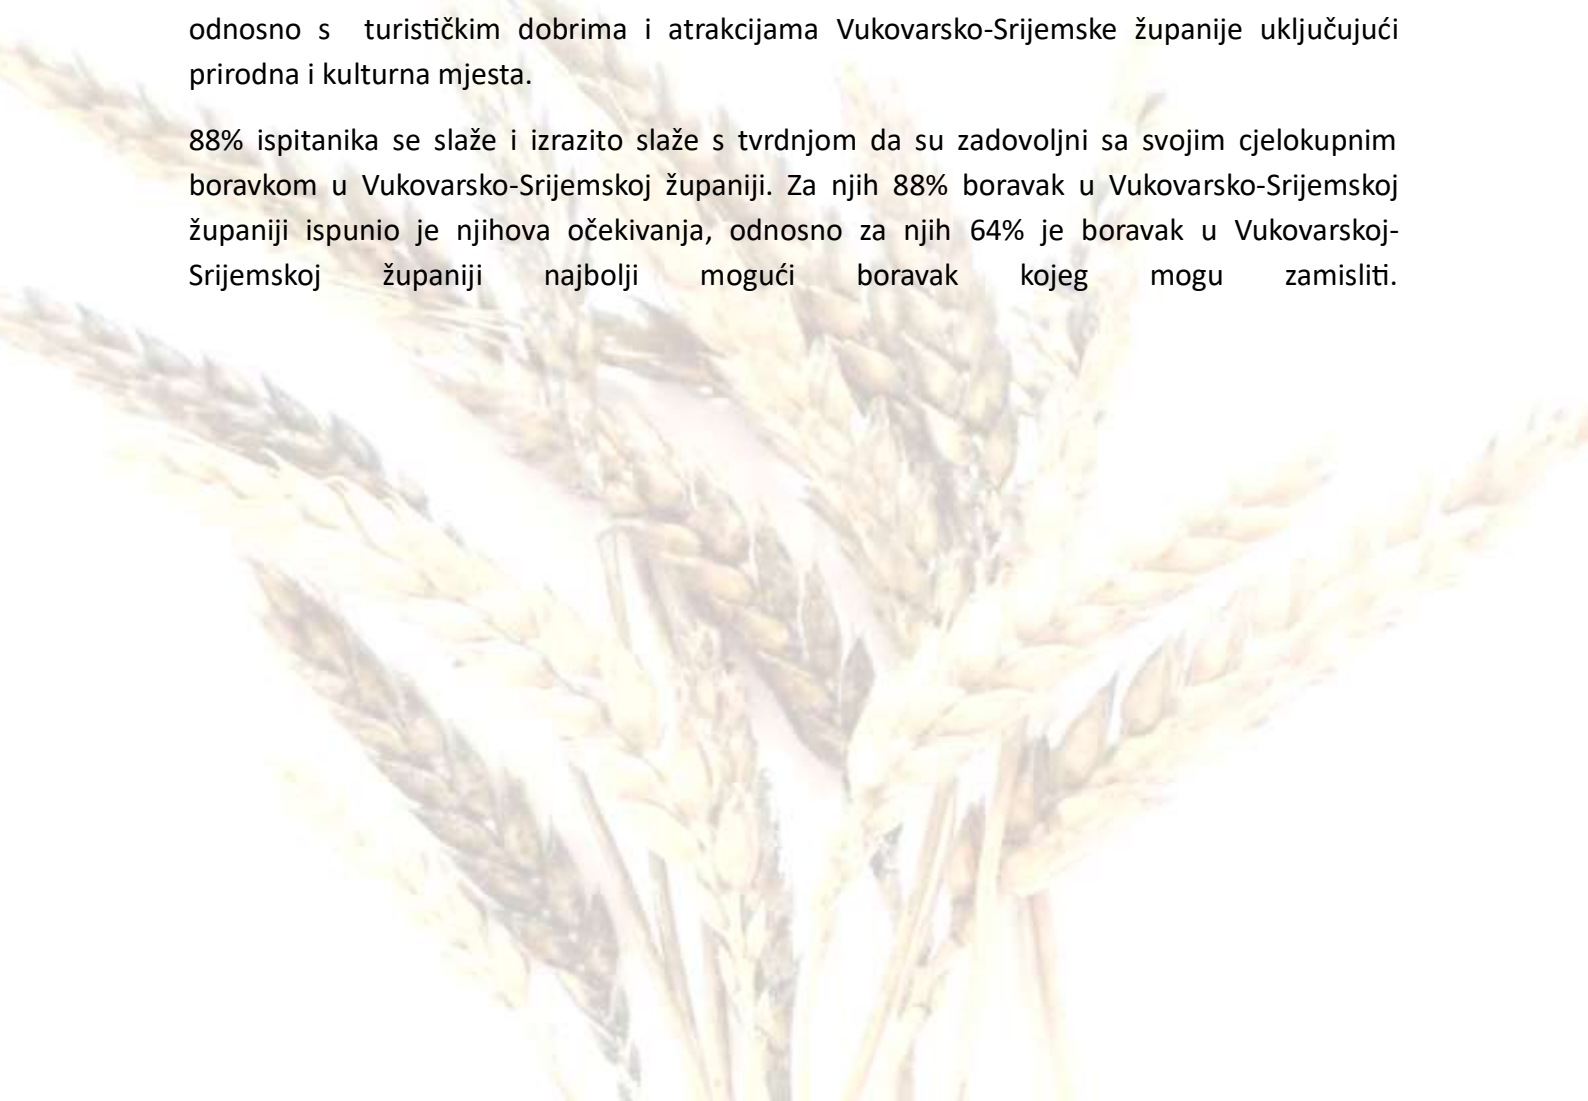 odnosno s turističkim dobrima i atrakcijama Vukovarsko-Srijemske županije uključujući
prirodna i kulturna mjesta.
88% ispitanika se slaže i izrazito slaže s tvrdnjom da su zadovoljni sa svojim cjelokupnim
boravkom u Vukovarsko-Srijemskoj županiji. Za njih 88% boravak u Vukovarsko-Srijemskoj
županiji ispunio je njihova očekivanja, odnosno za njih 64% je boravak u Vukovarskoj-
Srijemskoj županiji najbolji mogući boravak kojeg mogu zamisliti.